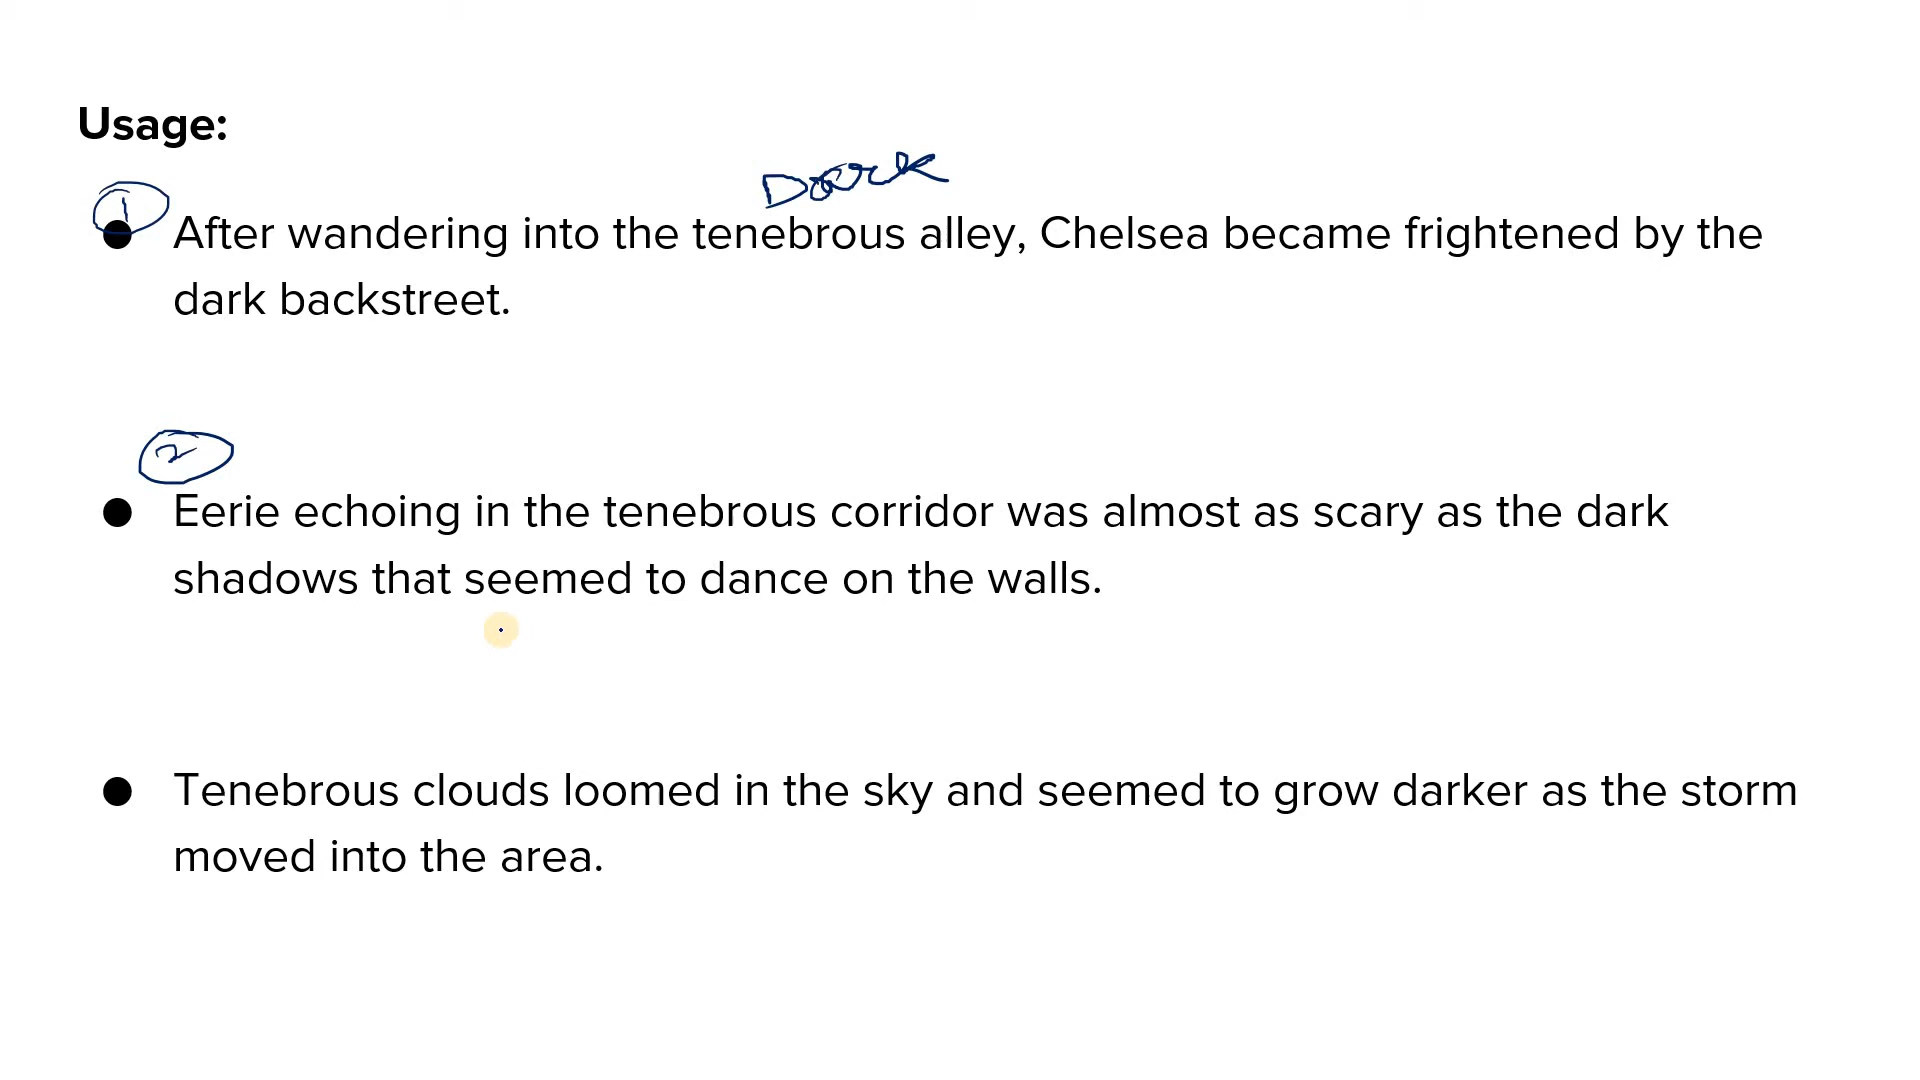 Usage:
Dark
1
After wandering into the tenebrous alley, Chelsea became frightened by the
dark backstreet.
2
Eerie echoing in the tenebrous corridor was almost as scary as the dark
shadows that seemed to dance on the walls.
Tenebrous clouds loomed in the sky and seemed to grow darker as the storm
moved into the area.